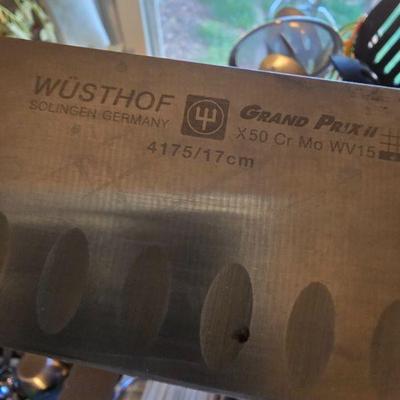 WÜSTHOF
SOLINGEN GERMANY
GRAND PRIX II
X50 Cr Mo WV15
4175/17cm